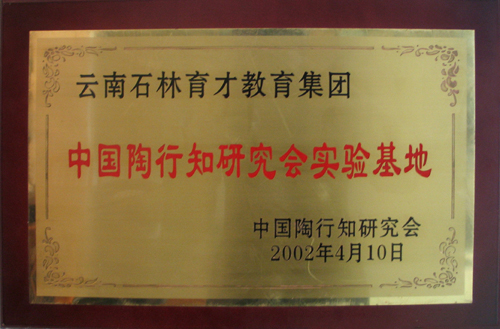 云南石林育才教育集团
中国陶行知研究会实验基地
中国陶行知研究会
2002年4月10日